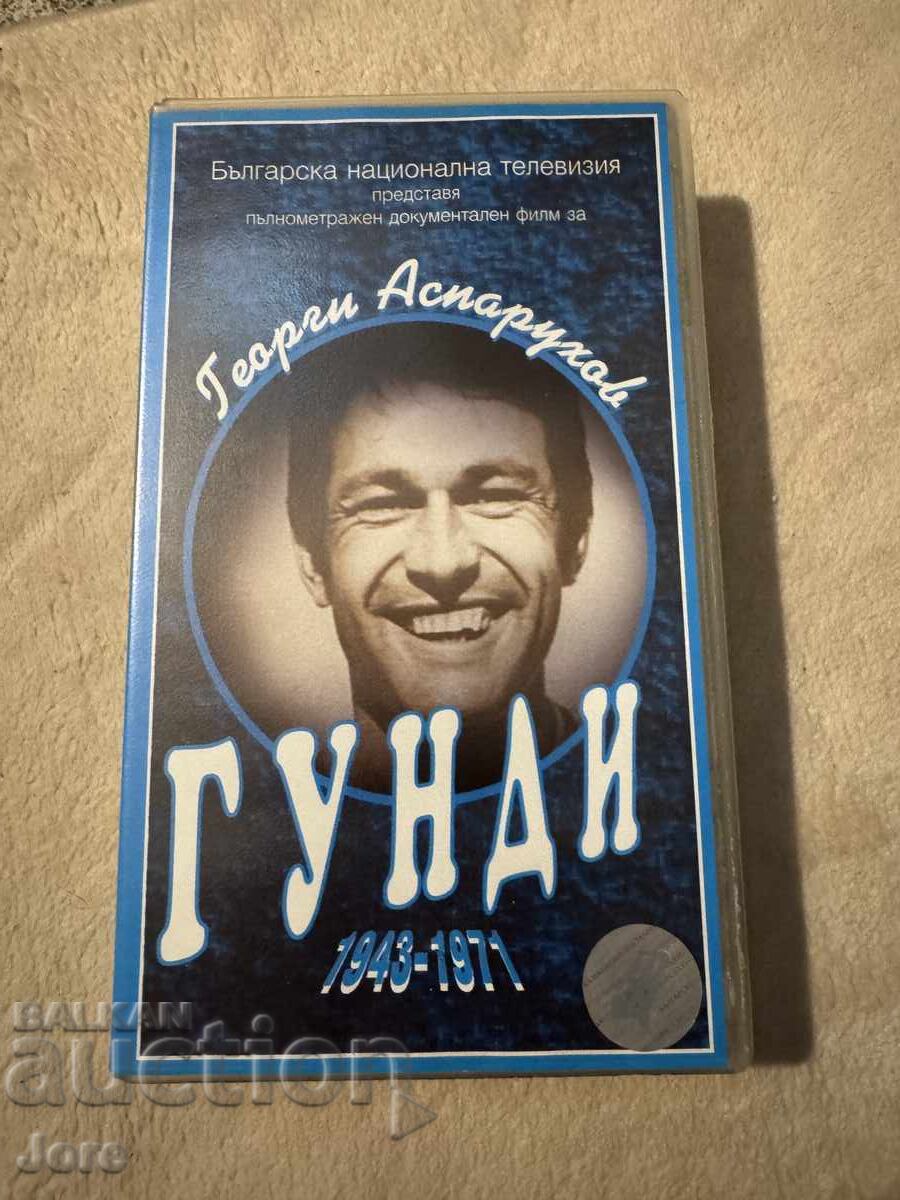 Българска национална телевизия
представя
пълнометражен документален филм за
Георги Аспарухов
ГУНДИ
1943-1971
BALKAN
auction
Jore